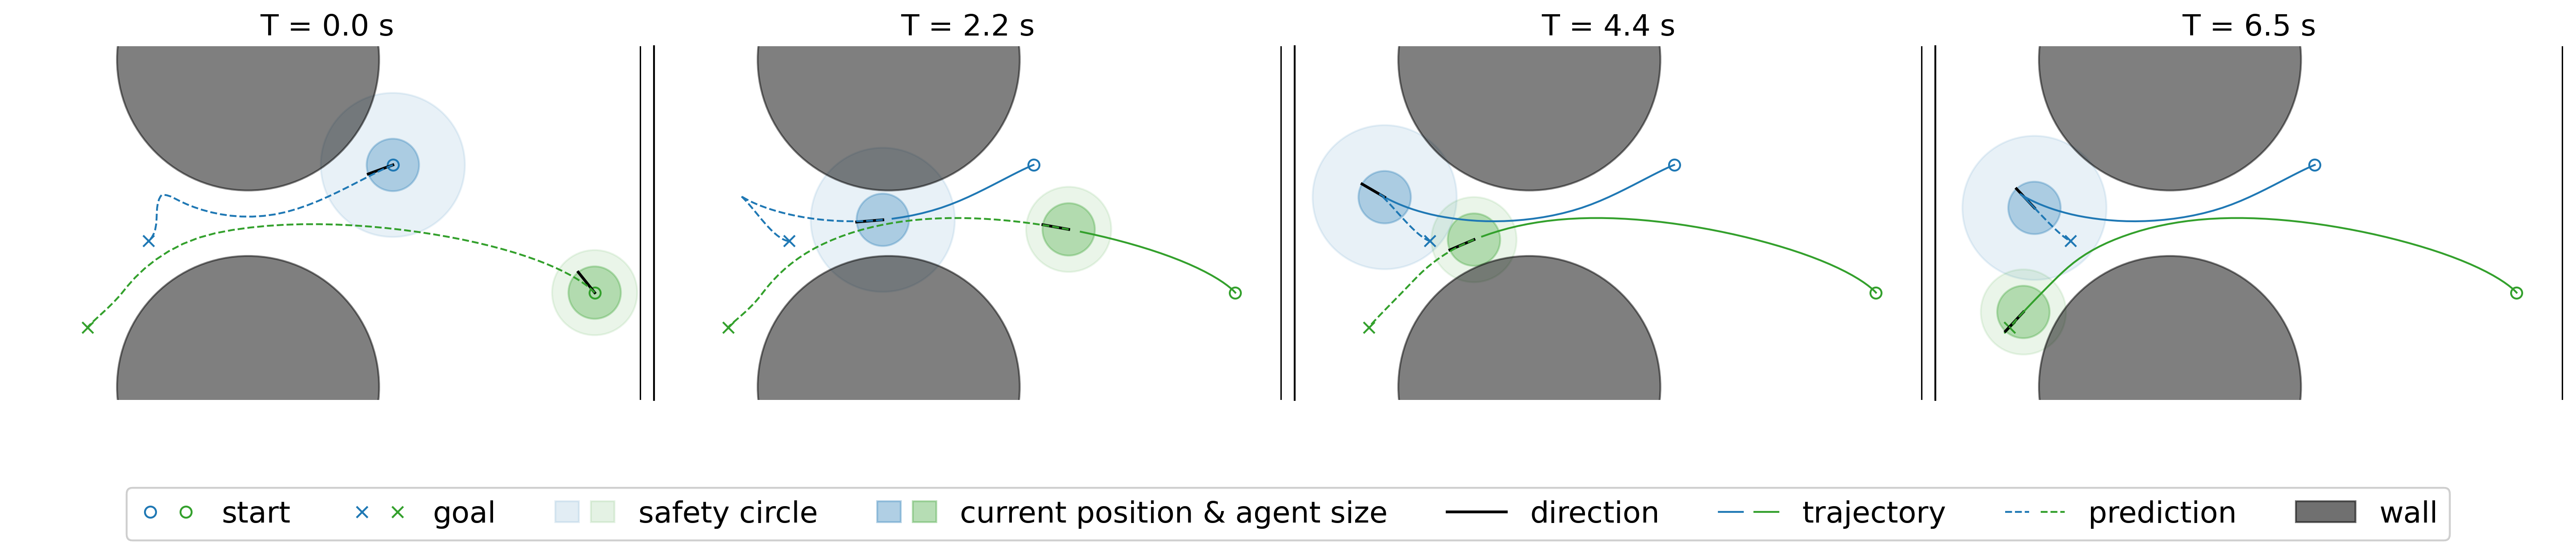 T = 0.0 s T = 2.2 s T = 4.4 s T = 6.5 s
start goal safety circle current position & agent size direction trajectory prediction wall